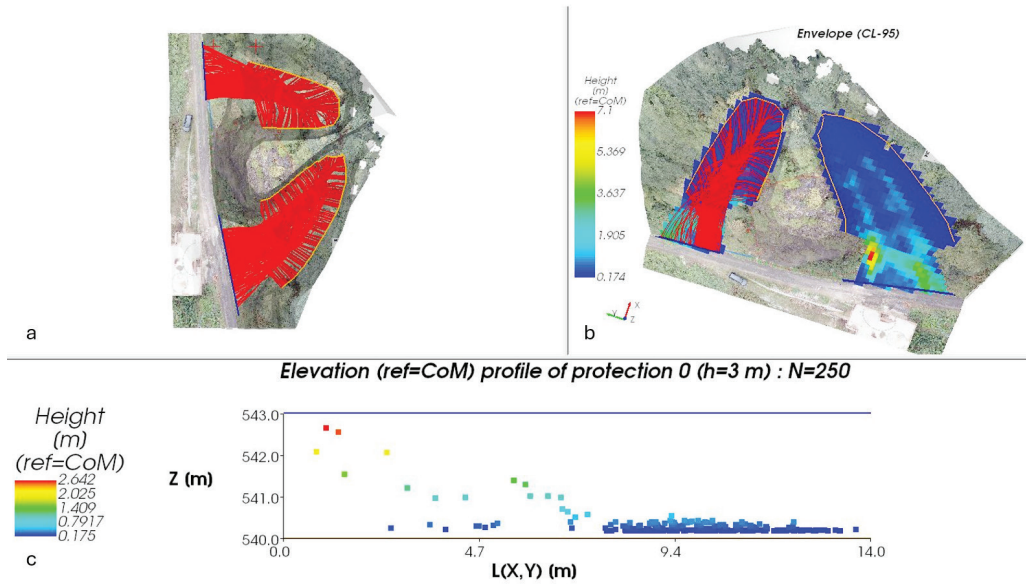 Envelope (CL-95)
Height
[m]
(ref=CoM)
7.1
5.369
3.637
1.905
0.174
X
Y
Z
a
b
Elevation (ref=CoM) profile of protection 0 (h=3 m) : N=250
Height
[m]
(ref=CoM)
2.642
2.025
1.409
0.7917
0.175
Z [m]
543.0
542.0
541.0
540.0
0.0
4.7
9.4
14.0
L(X,Y) [m]
c